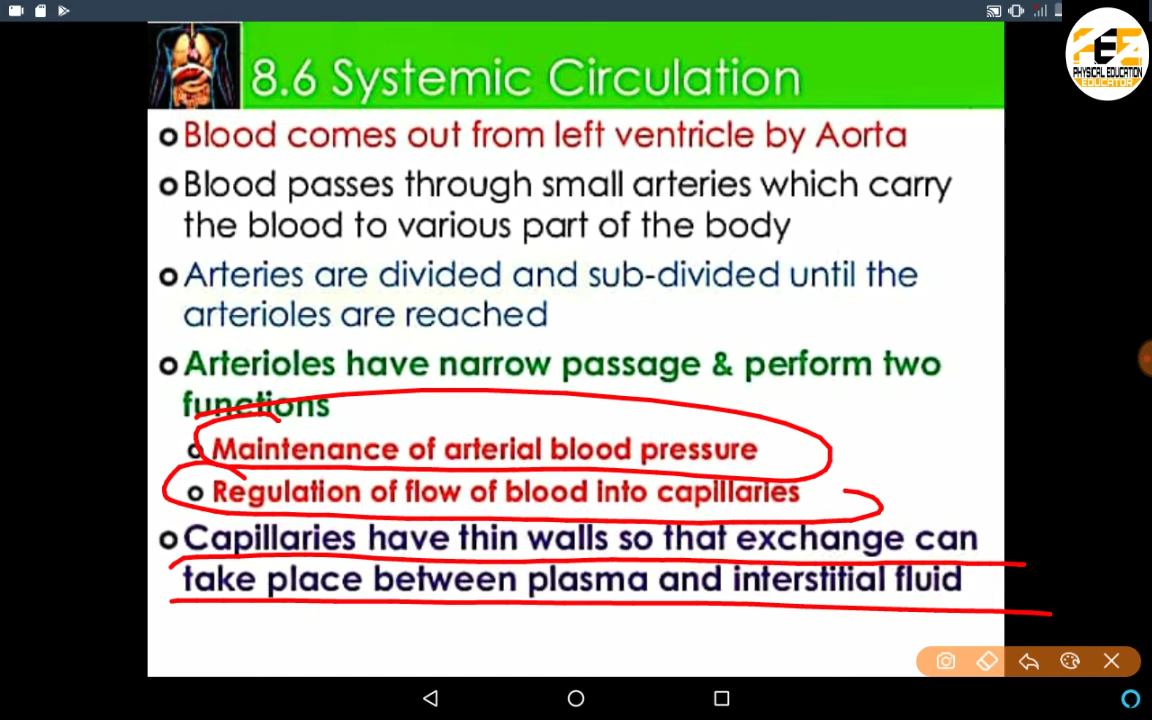 8.6 Systemic Circulation
Blood comes out from left ventricle by Aorta
Blood passes through small arteries which carry
the blood to various part of the body
Arteries are divided and sub-divided until the
arterioles are reached
Arterioles have narrow passage & perform two
functions
Maintenance of arterial blood pressure
Regulation of flow of blood into capillaries
Capillaries have thin walls so that exchange can
take place between plasma and interstitial fluid
PHYSICAL EDUCATION
EDUCATOR